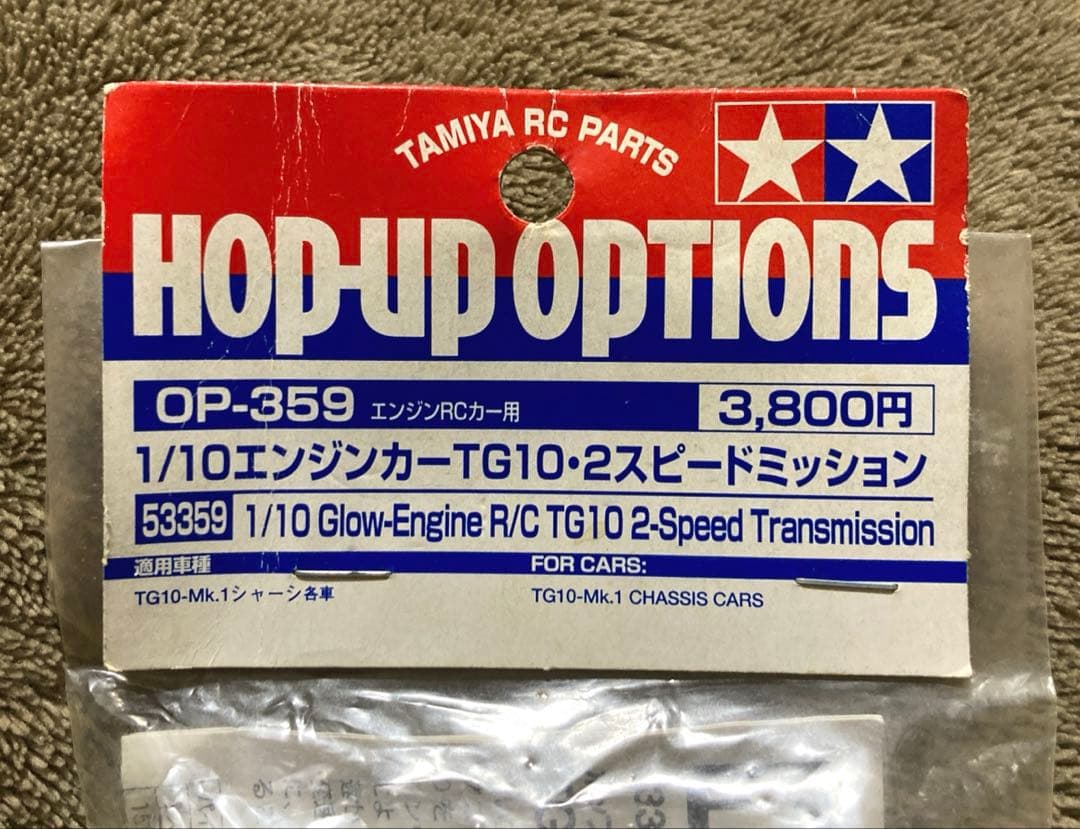 TAMIYA RC PARTS
HOP-UP OPTIONS
OP-359 エンジンRCカー用 3,800円
1/10エンジンカーTG10・2スピードミッション
53359 1/10 Glow-Engine R/C TG10 2-Speed Transmission
適用車種 FOR CARS:
TG10-Mk.1シャーシ各車 TG10-Mk.1 CHASSIS CARS